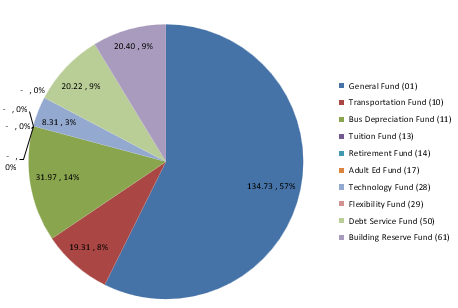 20.40 , 9%
20.22 , 9%
- , 0%
- , 0%
8.31 , 3%
- , 0%
- ,
0%
31.97 , 14%
134.73 , 57%
19.31 , 8%
General Fund (01)
Transportation Fund (10)
Bus Depreciation Fund (11)
Tuition Fund (13)
Retirement Fund (14)
Adult Ed Fund (17)
Technology Fund (28)
Flexibility Fund (29)
Debt Service Fund (50)
Building Reserve Fund (61)